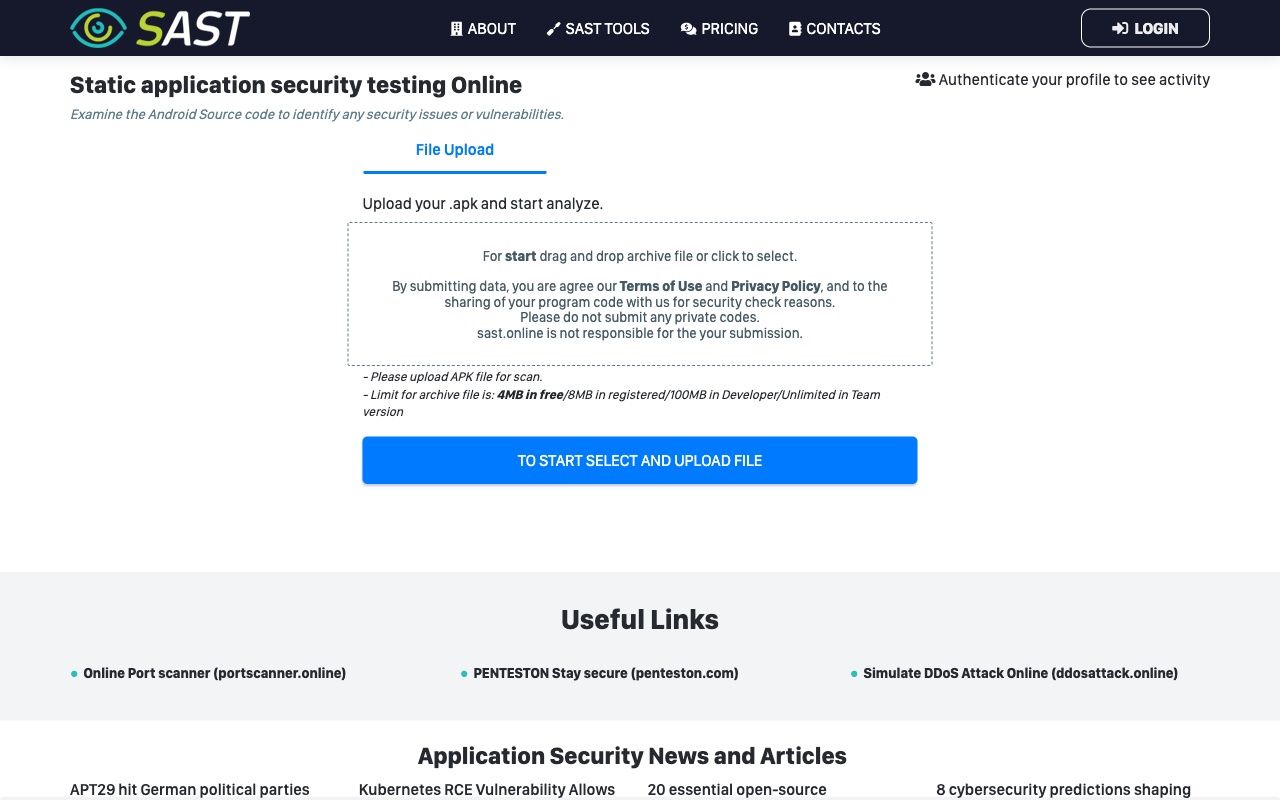 SAST
ABOUT
SAST TOOLS
PRICING
CONTACTS
LOGIN
Static application security testing Online
Authenticate your profile to see activity
Examine the Android Source code to identify any security issues or vulnerabilities.
File Upload
Upload your .apk and start analyze.
For start drag and drop archive file or click to select.
By submitting data, you are agree our Terms of Use and Privacy Policy, and to the
sharing of your program code with us for security check reasons.
Please do not submit any private codes.
sast.online is not responsible for the your submission.
- Please upload APK file for scan.
- Limit for archive file is: 4MB in free/8MB in registered/100MB in Developer/Unlimited in Team
version
TO START SELECT AND UPLOAD FILE
Useful Links
Online Port scanner (portscanner.online)
PENTESTON Stay secure (penteston.com)
Simulate DDoS Attack Online (ddosattack.online)
Application Security News and Articles
APT29 hit German political parties
Kubernetes RCE Vulnerability Allows
20 essential open-source
8 cybersecurity predictions shaping